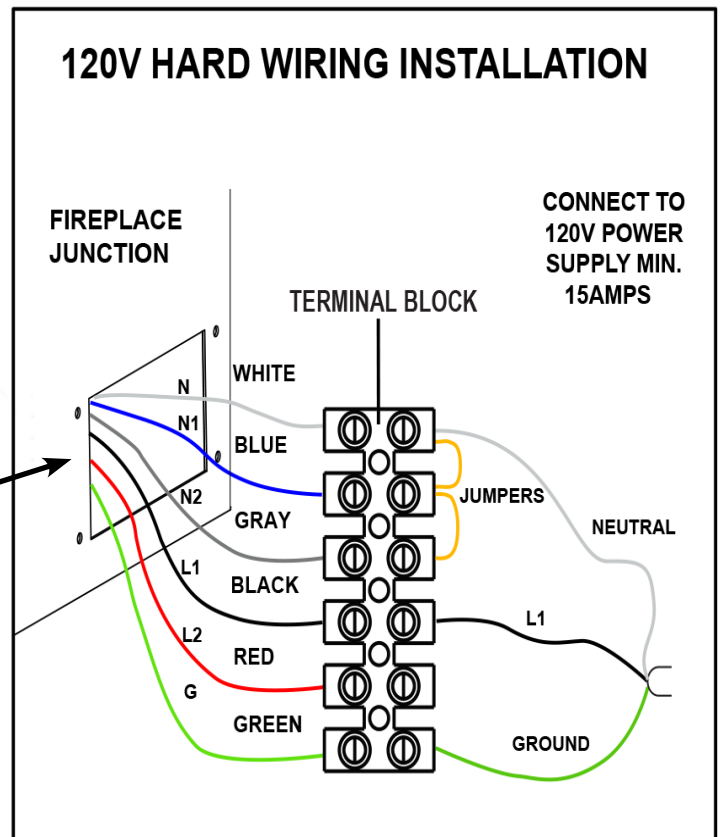 120V HARD WIRING INSTALLATION
FIREPLACE
JUNCTION
CONNECT TO
120V POWER
SUPPLY MIN.
15AMPS
TERMINAL BLOCK
N
WHITE
N1
BLUE
N2
GRAY
L1
BLACK
L2
RED
G
GREEN
JUMPERS
NEUTRAL
L1
GROUND